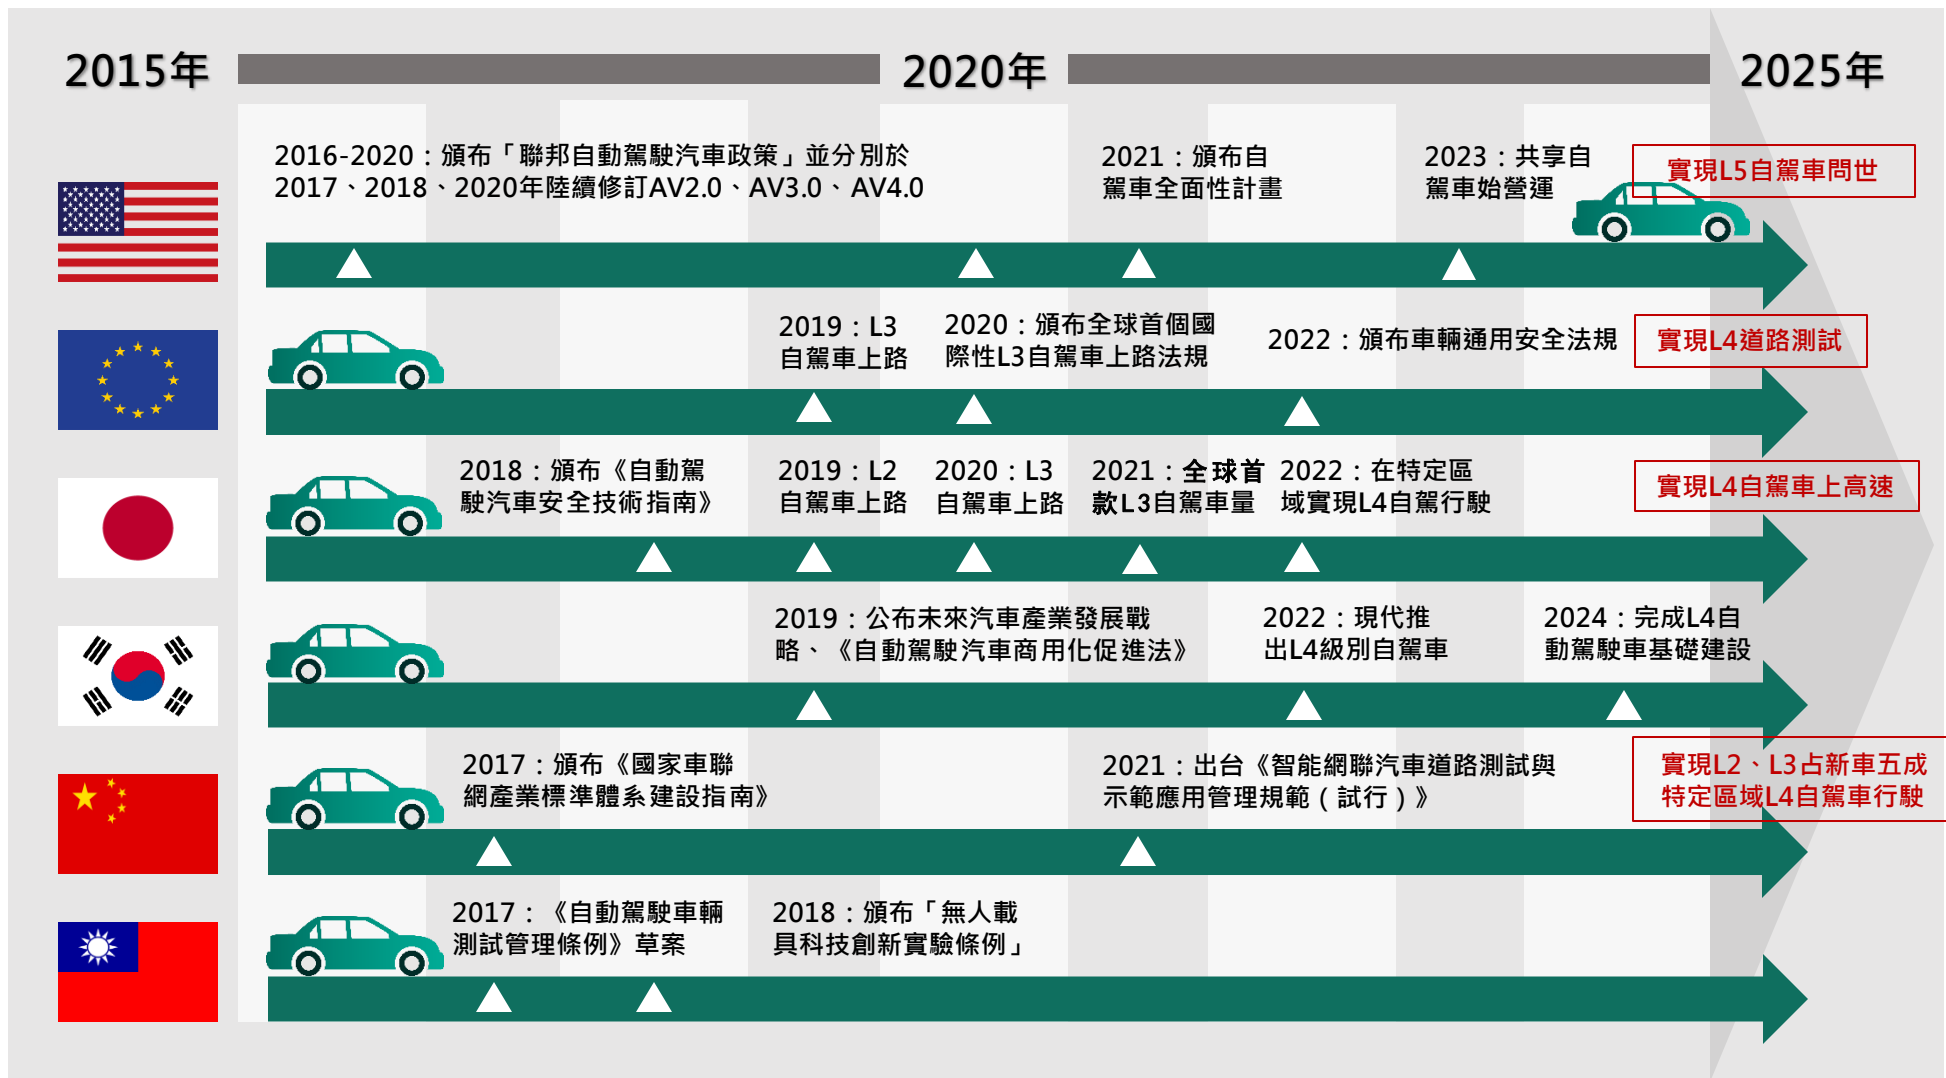 2015年
2020年
2025年
2016-2020：頒布「聯邦自動駕駛汽車政策」並分別於
2017、2018、2020年陸續修訂AV2.0、AV3.0、AV4.0
2021：頒布自
駕車全面性計畫
2023：共享自
駕車始營運
實現L5自駕車問世
2019：L3
自駕車上路
2020：頒布全球首個國
際性L3自駕車上路法規
2022：頒布車輛通用安全法規
實現L4道路測試
2018：頒布《自動駕
駛汽車安全技術指南》
2019：L2
自駕車上路
2020：L3
自駕車上路
2021：全球首
款L3自駕車量
2022：在特定區
域實現L4自駕行駛
實現L4自駕車上高速
2019：公布未來汽車產業發展戰
略、《自動駕駛汽車商用化促進法》
2022：現代推
出L4級別自駕車
2024：完成L4自
動駕駛車基礎建設
2017：頒布《國家車聯
網產業標準體系建設指南》
2021：出台《智能網聯汽車道路測試與
示範應用管理規範（試行）》
實現L2、L3占新車五成
特定區域L4自駕車行駛
2017：《自動駕駛車輛
測試管理條例》草案
2018：頒布「無人載
具科技創新實驗條例」